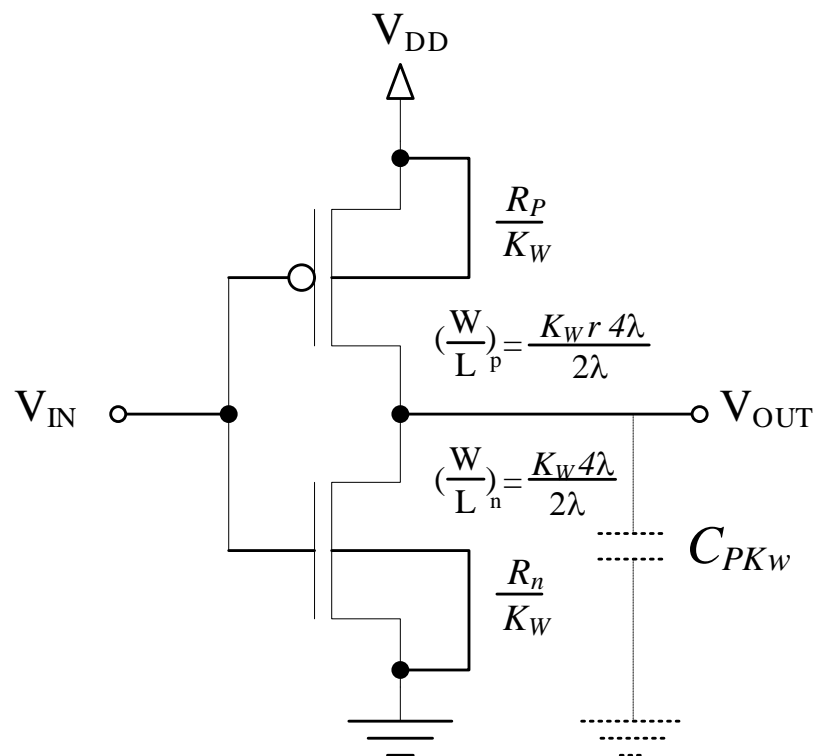 V_DD
R_P
K_W
(W/L)_p = K_W r 4λ / 2λ
V_IN
V_OUT
(W/L)_n = K_W 4λ / 2λ
C_PKw
R_n
K_W